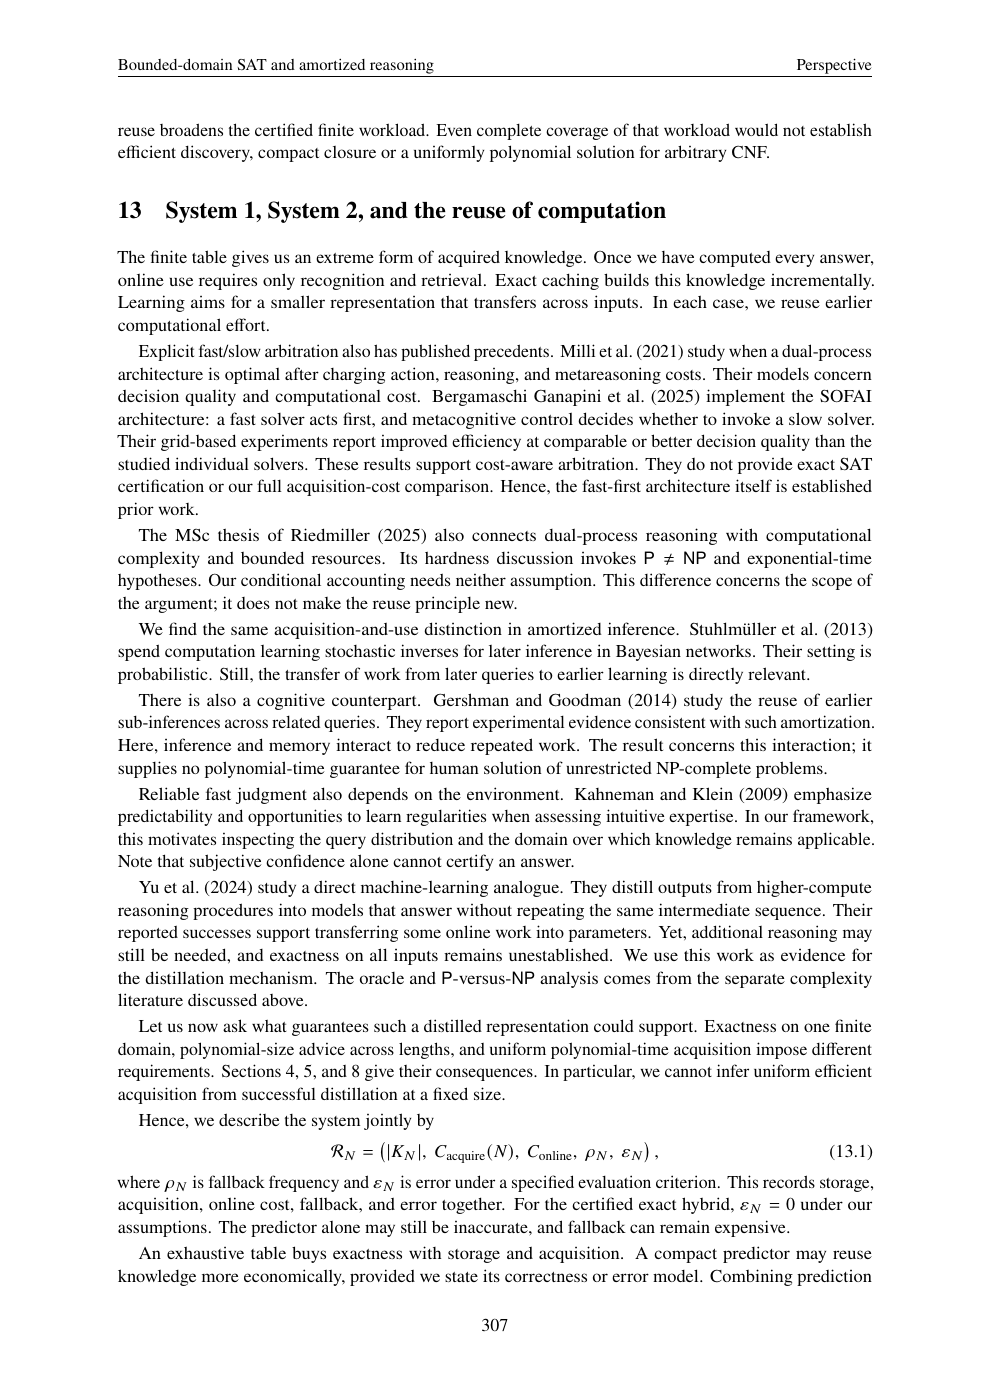 Bounded-domain SAT and amortized reasoning Perspective
reuse broadens the certified finite workload. Even complete coverage of that workload would not establish
efficient discovery, compact closure or a uniformly polynomial solution for arbitrary CNF.
13 System 1, System 2, and the reuse of computation
The finite table gives us an extreme form of acquired knowledge. Once we have computed every answer,
online use requires only recognition and retrieval. Exact caching builds this knowledge incrementally.
Learning aims for a smaller representation that transfers across inputs. In each case, we reuse earlier
computational effort.
Explicit fast/slow arbitration also has published precedents. Milli et al. (2021) study when a dual-process
architecture is optimal after charging action, reasoning, and metareasoning costs. Their models concern
decision quality and computational cost. Bergamaschi Ganapini et al. (2025) implement the SOFAI
architecture: a fast solver acts first, and metacognitive control decides whether to invoke a slow solver.
Their grid-based experiments report improved efficiency at comparable or better decision quality than the
studied individual solvers. These results support cost-aware arbitration. They do not provide exact SAT
certification or our full acquisition-cost comparison. Hence, the fast-first architecture itself is established
prior work.
The MSc thesis of Riedmiller (2025) also connects dual-process reasoning with computational
complexity and bounded resources. Its hardness discussion invokes P ≠ NP and exponential-time
hypotheses. Our conditional accounting needs neither assumption. This difference concerns the scope of
the argument; it does not make the reuse principle new.
We find the same acquisition-and-use distinction in amortized inference. Stuhlmüller et al. (2013)
spend computation learning stochastic inverses for later inference in Bayesian networks. Their setting is
probabilistic. Still, the transfer of work from later queries to earlier learning is directly relevant.
There is also a cognitive counterpart. Gershman and Goodman (2014) study the reuse of earlier
sub-inferences across related queries. They report experimental evidence consistent with such amortization.
Here, inference and memory interact to reduce repeated work. The result concerns this interaction; it
supplies no polynomial-time guarantee for human solution of unrestricted NP-complete problems.
Reliable fast judgment also depends on the environment. Kahneman and Klein (2009) emphasize
predictability and opportunities to learn regularities when assessing intuitive expertise. In our framework,
this motivates inspecting the query distribution and the domain over which knowledge remains applicable.
Note that subjective confidence alone cannot certify an answer.
Yu et al. (2024) study a direct machine-learning analogue. They distill outputs from higher-compute
reasoning procedures into models that answer without repeating the same intermediate sequence. Their
reported successes support transferring some online work into parameters. Yet, additional reasoning may
still be needed, and exactness on all inputs remains unestablished. We use this work as evidence for
the distillation mechanism. The oracle and P-versus-NP analysis comes from the separate complexity
literature discussed above.
Let us now ask what guarantees such a distilled representation could support. Exactness on one finite
domain, polynomial-size advice across lengths, and uniform polynomial-time acquisition impose different
requirements. Sections 4, 5, and 8 give their consequences. In particular, we cannot infer uniform efficient
acquisition from successful distillation at a fixed size.
Hence, we describe the system jointly by
ℛ_N = (|K_N|, C_acquire(N), C_online, ρ_N, ε_N), (13.1)
where ρ_N is fallback frequency and ε_N is error under a specified evaluation criterion. This records storage,
acquisition, online cost, fallback, and error together. For the certified exact hybrid, ε_N = 0 under our
assumptions. The predictor alone may still be inaccurate, and fallback can remain expensive.
An exhaustive table buys exactness with storage and acquisition. A compact predictor may reuse
knowledge more economically, provided we state its correctness or error model. Combining prediction
307